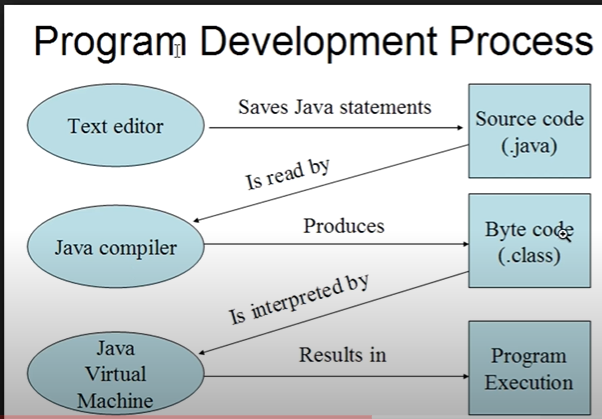 Program Development Process
Text editor
Saves Java statements
Source code
(.java)
Is read by
Java compiler
Produces
Byte code
(.class)
Is interpreted by
Java
Virtual
Machine
Results in
Program
Execution